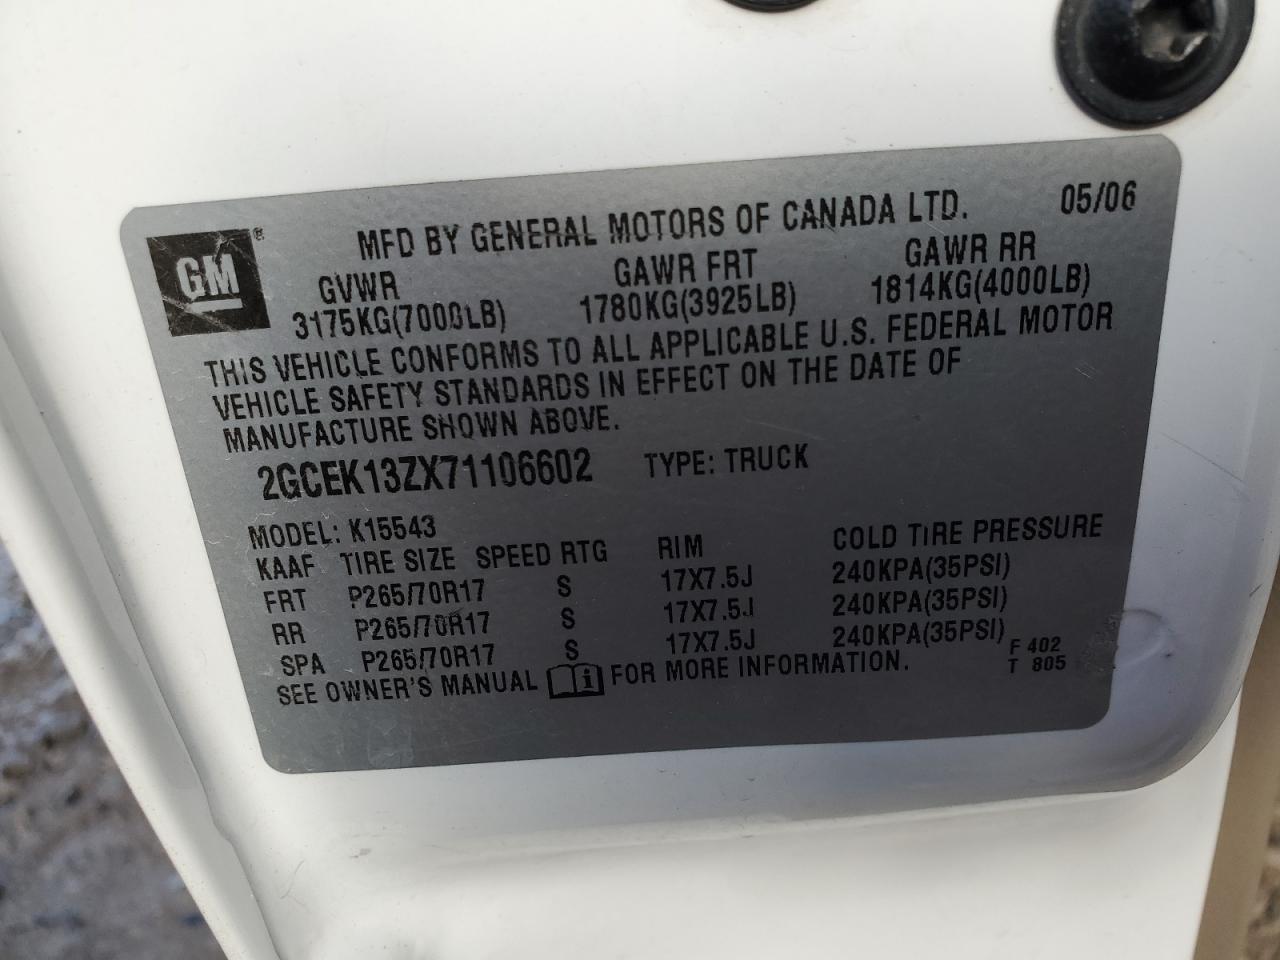 GM ®
MFD BY GENERAL MOTORS OF CANADA LTD. 05/06
GVWR GAWR FRT GAWR RR
3175KG(7000LB) 1780KG(3925LB) 1814KG(4000LB)
THIS VEHICLE CONFORMS TO ALL APPLICABLE U.S. FEDERAL MOTOR
VEHICLE SAFETY STANDARDS IN EFFECT ON THE DATE OF
MANUFACTURE SHOWN ABOVE.
2GCEK13ZX71106602 TYPE: TRUCK
MODEL: K15543
KAAF TIRE SIZE SPEED RTG RIM COLD TIRE PRESSURE
FRT P265/70R17 S 17X7.5J 240KPA(35PSI)
RR P265/70R17 S 17X7.5J 240KPA(35PSI)
SPA P265/70R17 S 17X7.5J 240KPA(35PSI)
SEE OWNER'S MANUAL i FOR MORE INFORMATION.
F 402
T 805